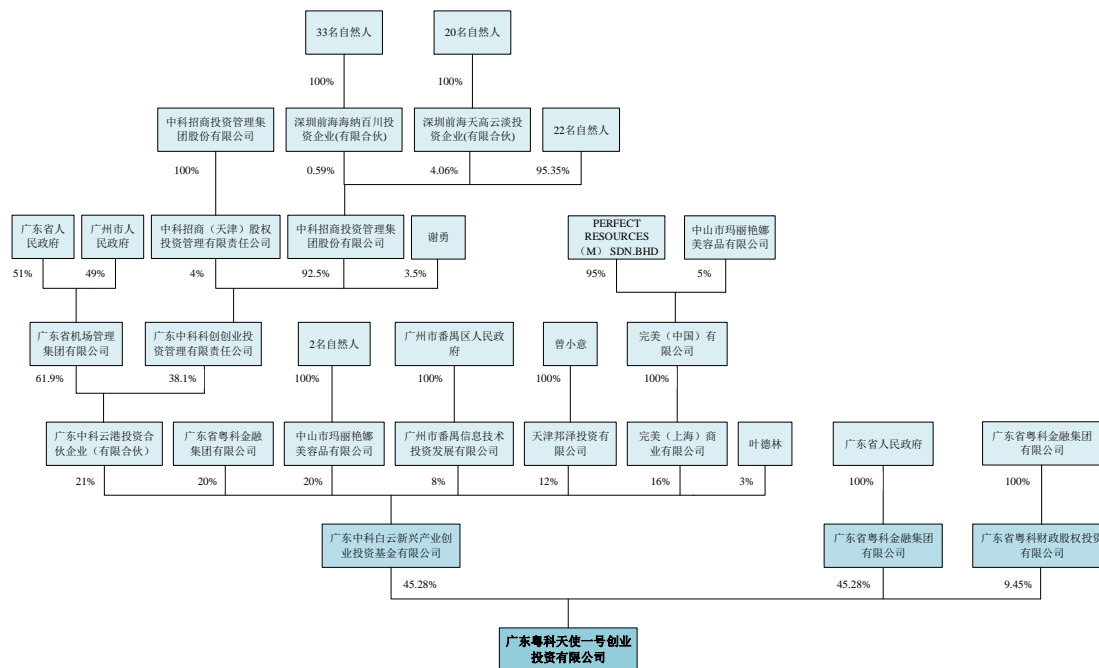 33名自然人
20名自然人
100%
100%
中科招商投资管理集
团股份有限公司
深圳前海海纳百川投
资企业(有限合伙)
深圳前海天高云淡投
资企业(有限合伙)
22名自然人
100%
0.59%
4.06%
95.35%
广东省人
民政府
广州市人
民政府
中科招商（天津）股权
投资管理有限责任公司
中科招商投资管理集
团股份有限公司
谢勇
PERFECT
RESOURCES
（M） SDN.BHD
中山市玛丽艳娜
美容品有限公司
51%
49%
4%
92.5%
3.5%
95%
5%
广东省机场管理
集团有限公司
广东中科科创创业投
资管理有限责任公司
2名自然人
广州市番禺区人民政
府
曾小意
完美（中国）有
限公司
61.9%
38.1%
100%
100%
100%
100%
广东中科云港投资合
伙企业（有限合伙）
广东省粤科金融
集团有限公司
中山市玛丽艳娜
美容品有限公司
广州市番禺信息技术
投资发展有限公司
天津邦泽投资有
限公司
完美（上海）商
业有限公司
叶德林
广东省人民政府
广东省粤科金融集团
有限公司
21%
20%
20%
8%
12%
16%
3%
100%
100%
广东中科白云新兴产业创
业投资基金有限公司
广东省粤科金融集团
有限公司
广东省粤科财政股权投资
有限公司
45.28%
45.28%
9.45%
广东粤科天使一号创业
投资有限公司